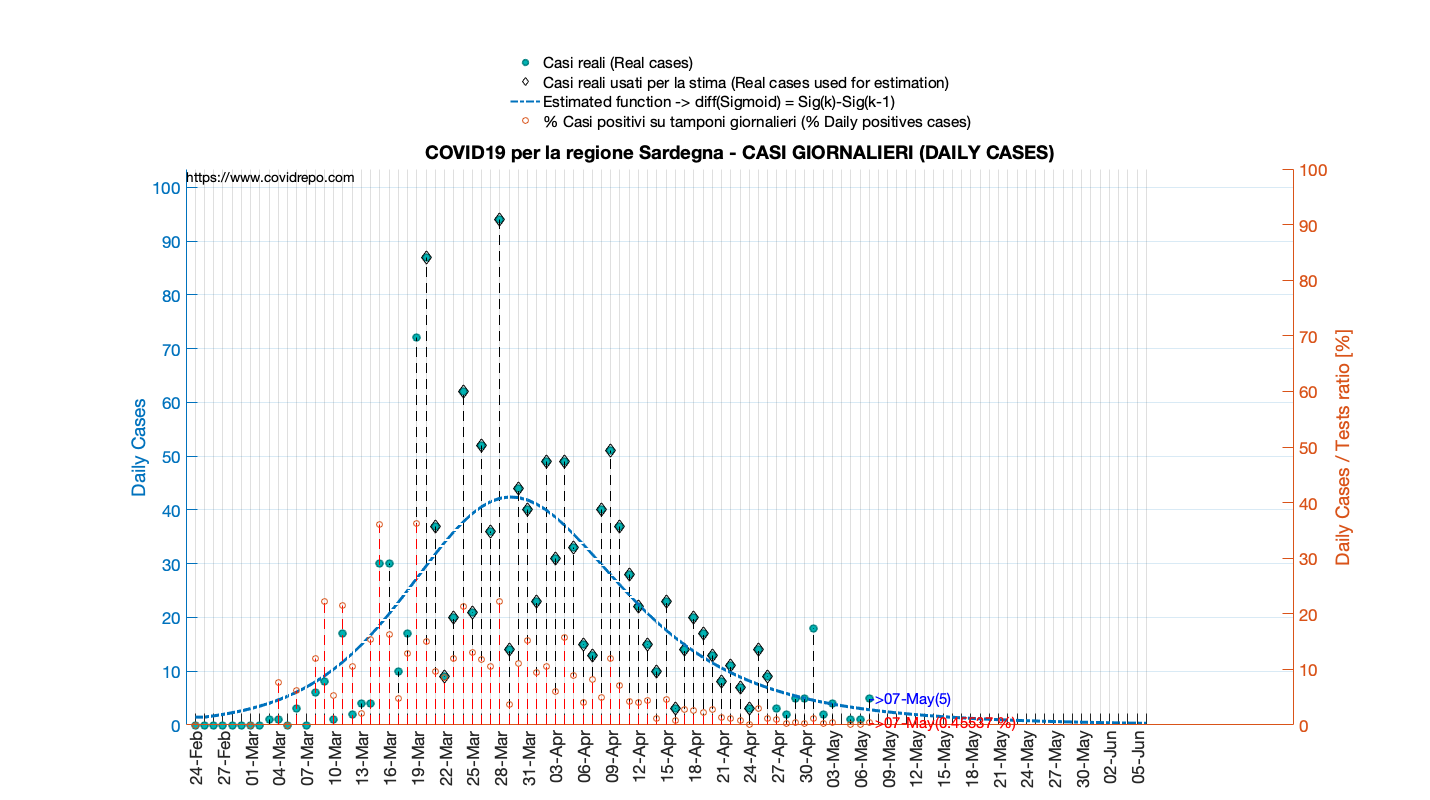 Casi reali (Real cases)
Casi reali usati per la stima (Real cases used for estimation)
Estimated function -> diff(Sigmoid) = Sig(k)-Sig(k-1)
% Casi positivi su tamponi giornalieri (% Daily positives cases)
COVID19 per la regione Sardegna - CASI GIORNALIERI (DAILY CASES)
https://www.covidrepo.com
Daily Cases
100
90
80
70
60
50
40
30
20
10
0
100
90
80
70
60
50
40
30
20
10
0
Daily Cases / Tests ratio [%]
>07-May(5)
>07-May(0.45537 %)
24-Feb
27-Feb
01-Mar
04-Mar
07-Mar
10-Mar
13-Mar
16-Mar
19-Mar
22-Mar
25-Mar
28-Mar
31-Mar
03-Apr
06-Apr
09-Apr
12-Apr
15-Apr
18-Apr
21-Apr
24-Apr
27-Apr
30-Apr
03-May
06-May
09-May
12-May
15-May
18-May
21-May
24-May
27-May
30-May
02-Jun
05-Jun